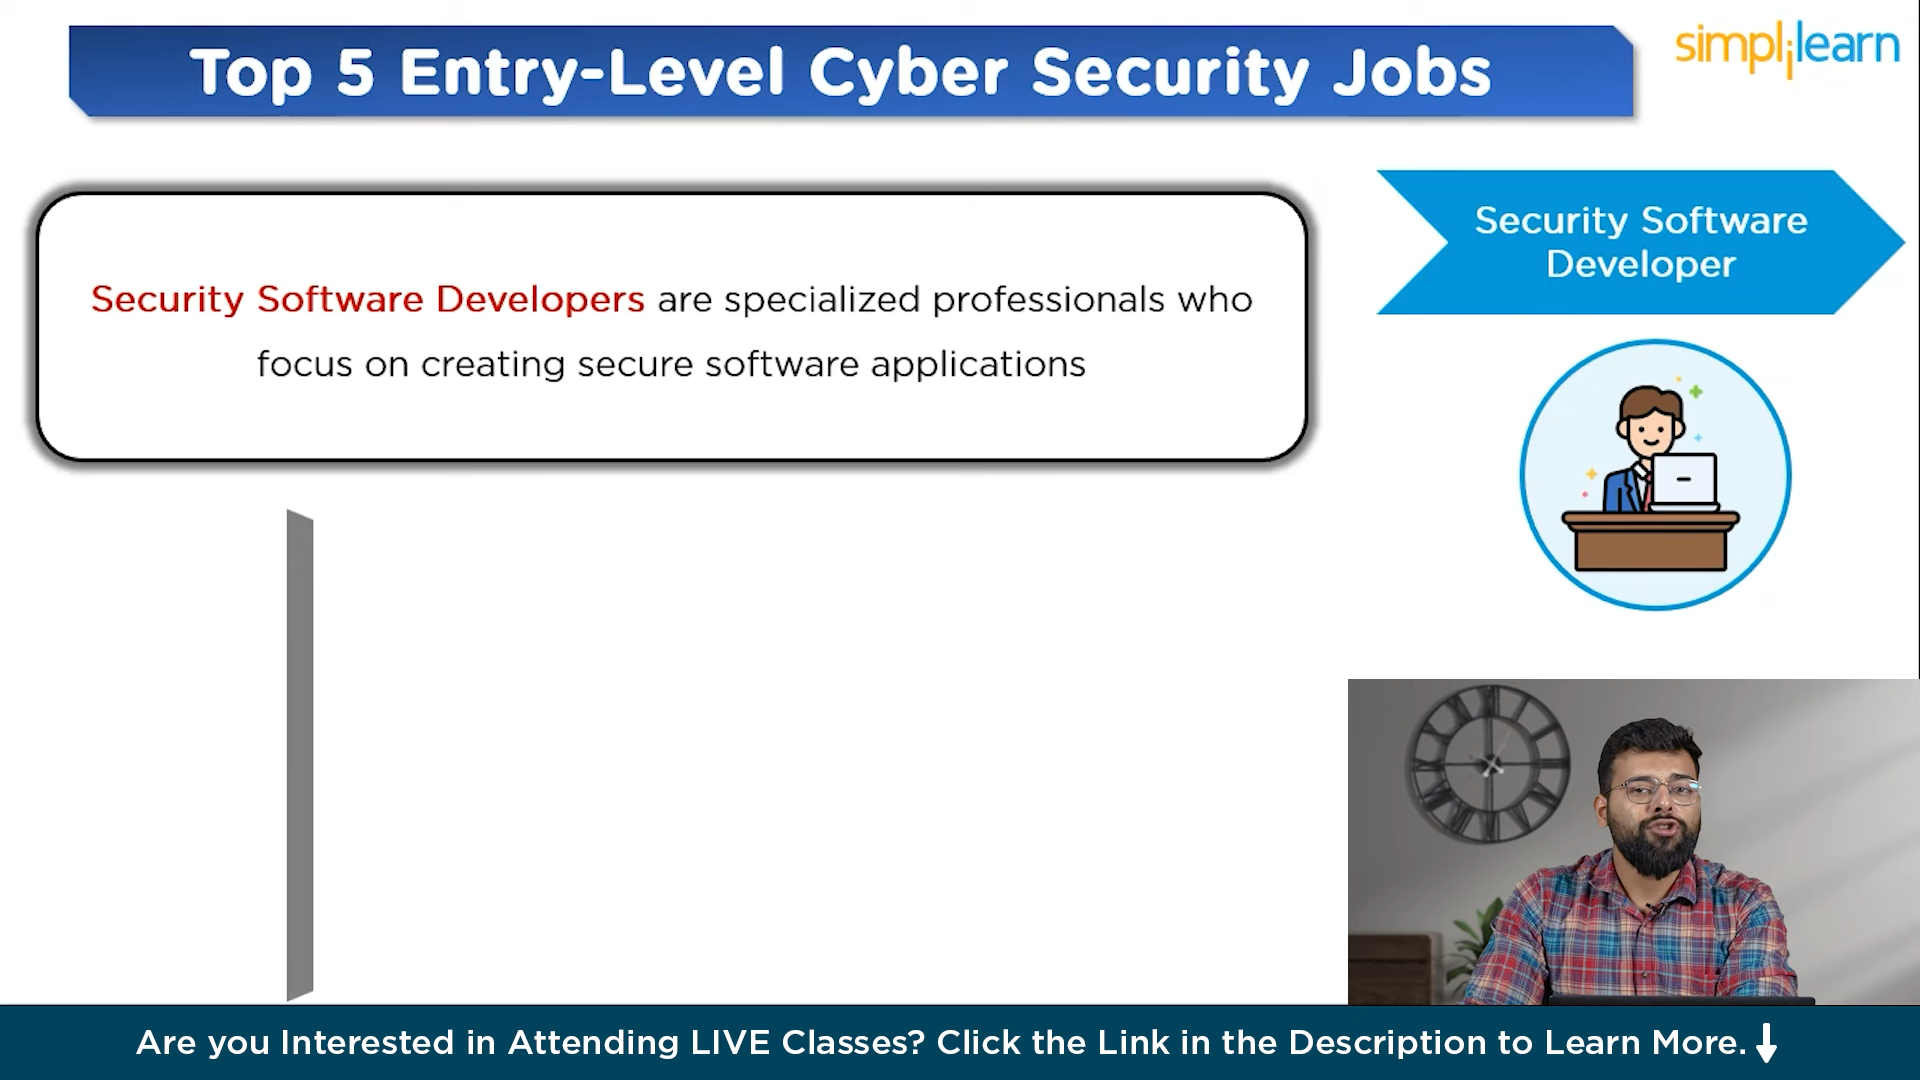 Top 5 Entry-Level Cyber Security Jobs
simplilearn
Security Software Developers are specialized professionals who
focus on creating secure software applications
Security Software
Developer
Are you Interested in Attending LIVE Classes? Click the Link in the Description to Learn More.